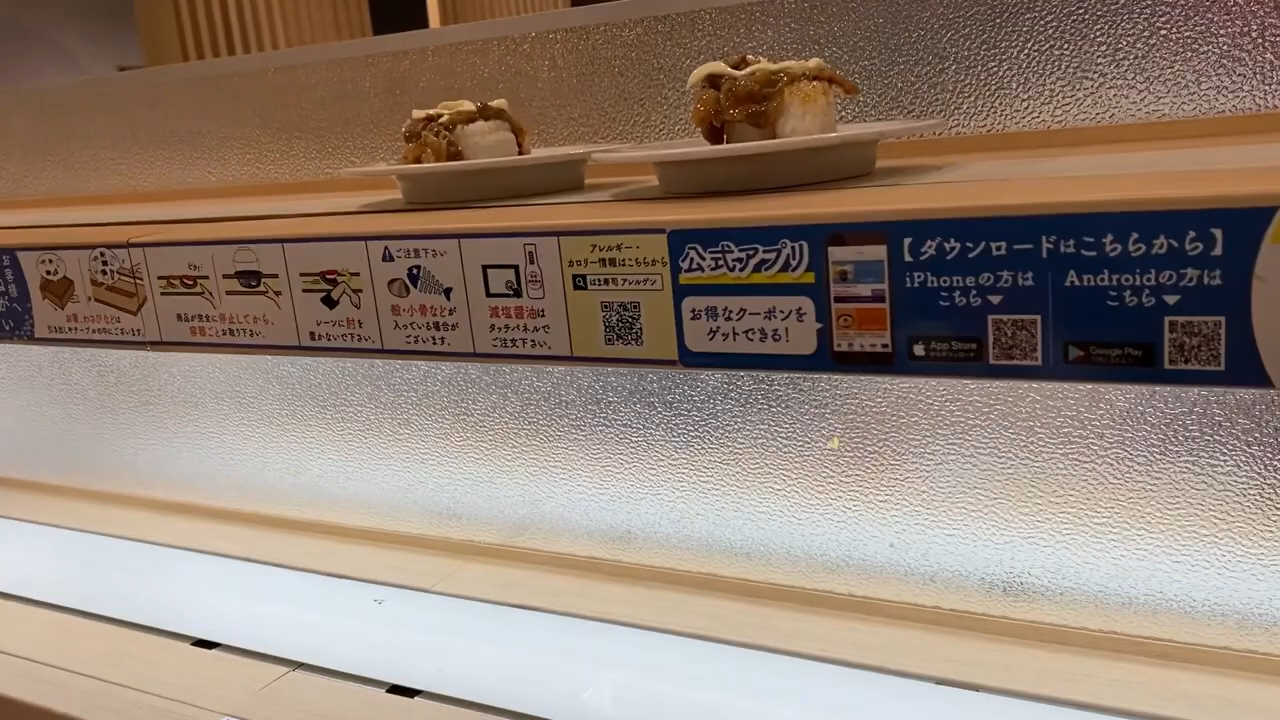 お客様へ
お箸、わさびなどは
引き出しやテーブルの中にございます。
商品が完全に停止してから、
容器ごとお取り下さい。
レーンに肘を
置かないで下さい。
ご注意下さい
殻・小骨などが
入っている場合が
ございます。
減塩醤油は
タッチパネルで
ご注文下さい。
アレルギー・
カロリー情報はこちらから
はま寿司 アレルゲン
公式アプリ
お得なクーポンを
ゲットできる!
【ダウンロードはこちらから】
iPhoneの方は
こちら▼
App Store
Androidの方は
こちら▼
Google Play